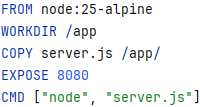 FROM node:25-alpine
WORKDIR /app
COPY server.js /app/
EXPOSE 8080
CMD ["node", "server.js"]